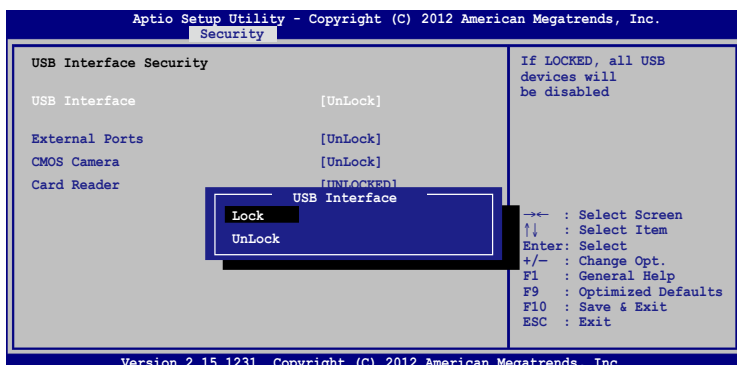 Aptio Setup Utility - Copyright (C) 2012 American Megatrends, Inc.
Security
USB Interface Security
USB Interface [UnLock]
External Ports [UnLock]
CMOS Camera [UnLock]
Card Reader [UNLOCKED]
USB Interface
Lock
UnLock
If LOCKED, all USB
devices will
be disabled
→← : Select Screen
↑↓ : Select Item
Enter: Select
+/— : Change Opt.
F1 : General Help
F9 : Optimized Defaults
F10 : Save & Exit
ESC : Exit
Version 2.15.1231. Copyright (C) 2012 American Megatrends, Inc.